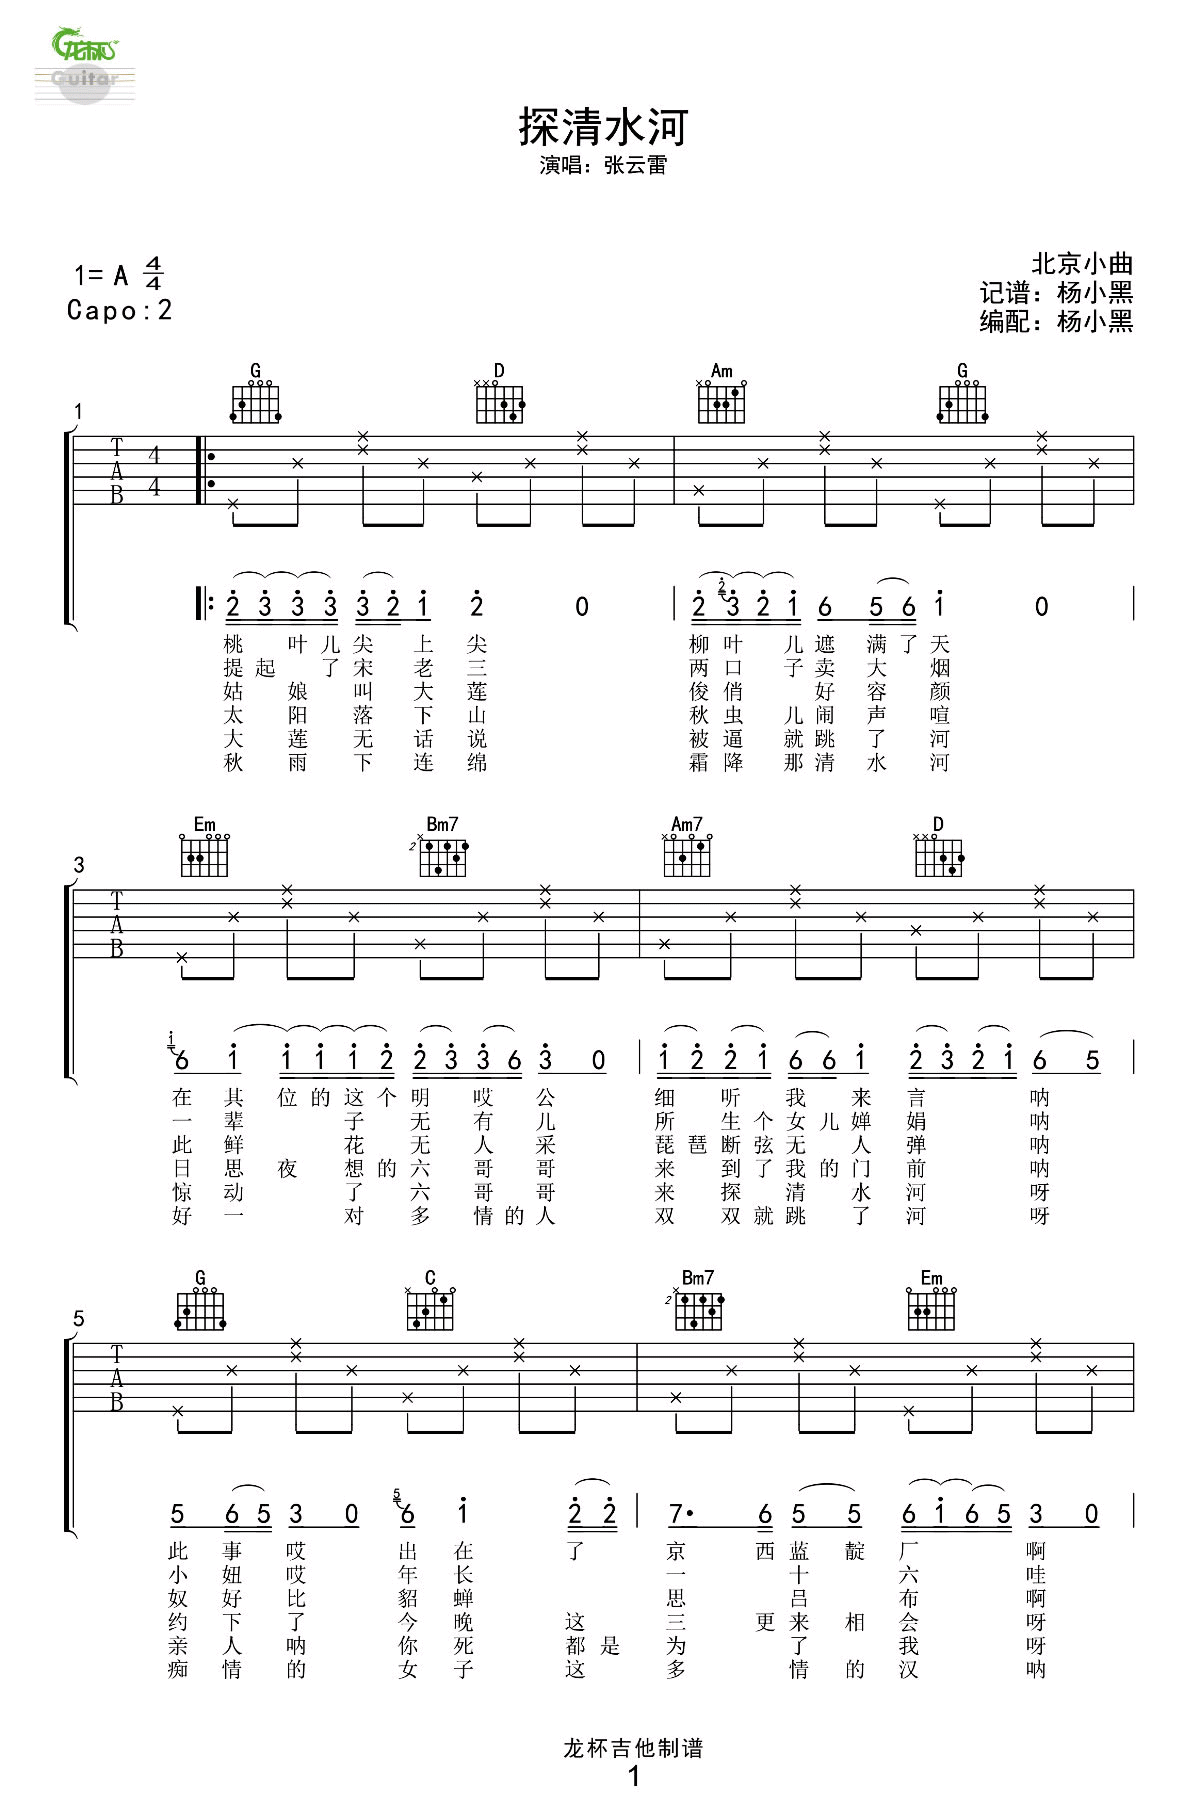 龙杯
Guitar
探清水河
演唱：张云雷
1= A 4/4
Capo:2
北京小曲
记谱：杨小黑
编配：杨小黑
G D Am G
1
T A B 4 4
2 3 3 3 3 2 1 2 0 2 2 3 2 1 6 5 6 1 0
桃叶儿尖上尖 柳叶儿遮满了天
提起了宋老三 两口子卖大烟
姑娘叫大莲 俊俏好容颜
太阳落下山 秋虫儿闹声喧
大莲无话说 被逼就跳了河
秋雨下连绵 霜降那清水河
Em Bm7 Am7 D
2
3
T A B
1 6 1 1 1 1 2 2 3 3 6 3 0 1 2 2 1 6 6 1 2 3 2 1 6 5
在其位的这个明哎公 细听我来言呐
一辈子无有儿 所生个女儿婵娟呐
此鲜花无人采 琵琶断弦无人弹呐
日思夜想的六哥哥 来到了我的门前呐
惊动了六哥哥 来探清水河呀
好一对多情的人 双双就跳了河呀
G C Bm7 Em
2
5
T A B
5 6 5 3 0 5 6 1 2 2 7· 6 5 5 6 1 6 5 3 0
此事哎出在了 京西蓝靛厂啊
小妞哎年长 一十六哇
奴好比貂蝉 思吕布啊
约下了今晚这 三更来相会呀
亲人呐你死都是 为了我呀
痴情的女子这 多情的汉呐
龙杯吉他制谱
1